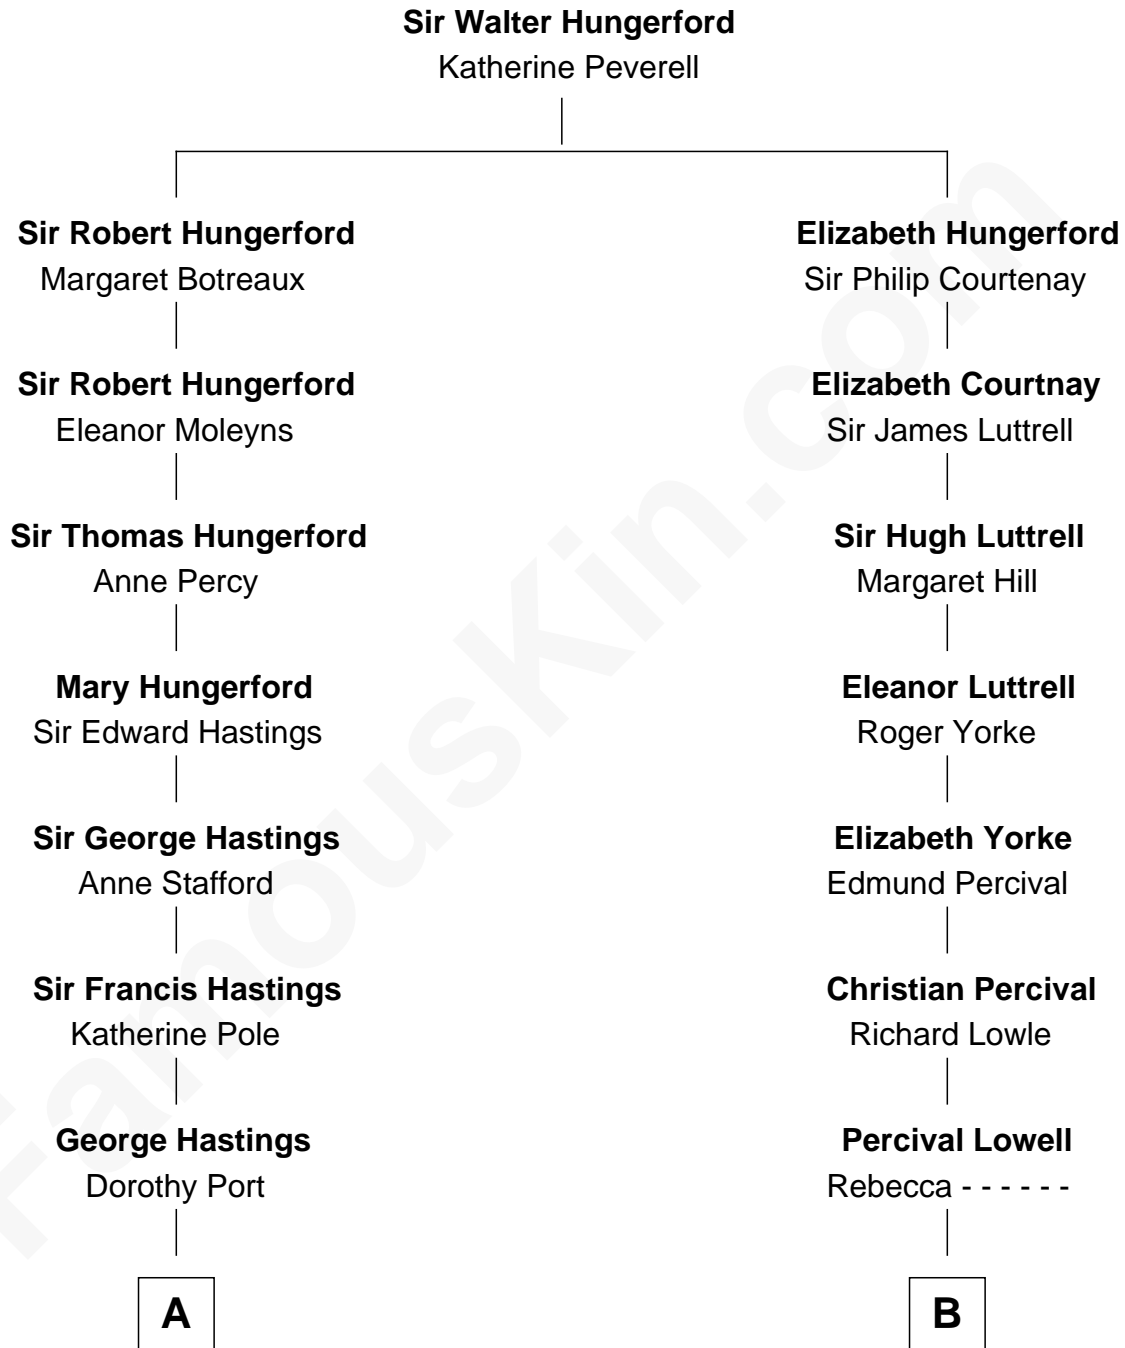 Sir Walter Hungerford
Katherine Peverell
Sir Robert Hungerford
Margaret Botreaux
Elizabeth Hungerford
Sir Philip Courtenay
Sir Robert Hungerford
Eleanor Moleyns
Elizabeth Courtnay
Sir James Luttrell
Sir Thomas Hungerford
Anne Percy
Sir Hugh Luttrell
Margaret Hill
Mary Hungerford
Sir Edward Hastings
Eleanor Luttrell
Roger Yorke
Sir George Hastings
Anne Stafford
Elizabeth Yorke
Edmund Percival
Sir Francis Hastings
Katherine Pole
Christian Percival
Richard Lowle
George Hastings
Dorothy Port
Percival Lowell
Rebecca - - - - - -
A
B
FamousKin.com